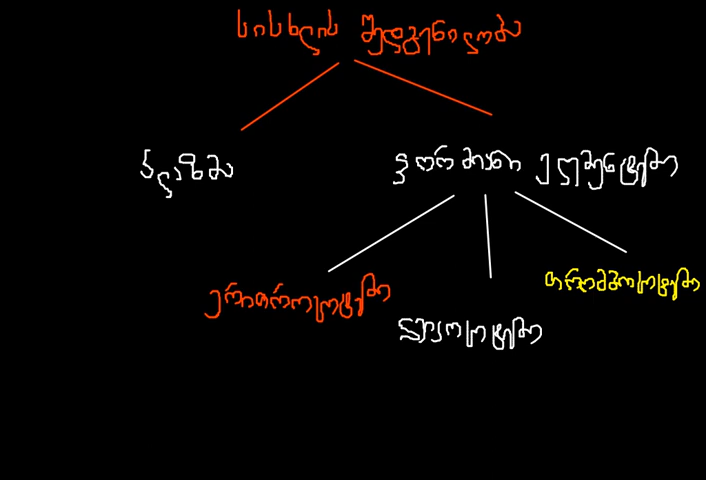 სისხლის შედგენილობა
პლაზმა
ფორმიანი ელემენტები
ერითროციტები
თრომბოციტები
ლეიკოციტები